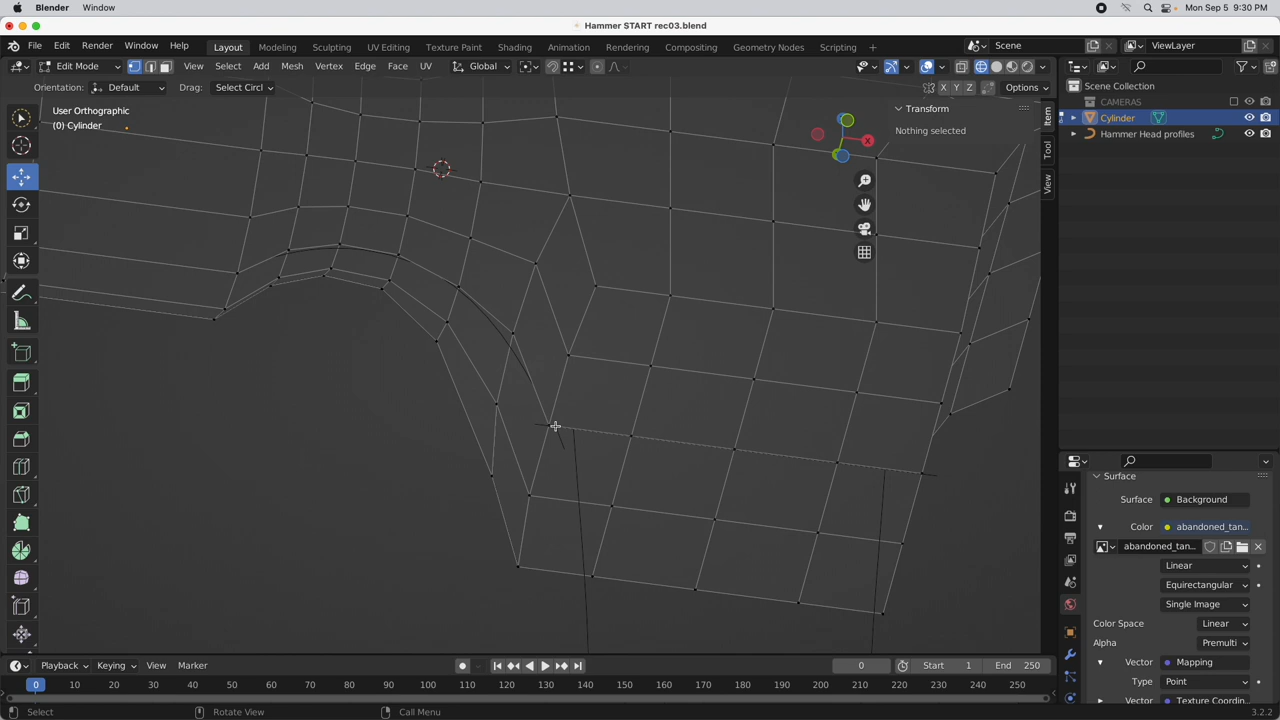 Blender Window Mon Sep 5 9:30 PM
Hammer START rec03.blend
File Edit Render Window Help Layout Modeling Sculpting UV Editing Texture Paint Shading Animation Rendering Compositing Geometry Nodes Scripting + Scene ViewLayer
Edit Mode View Select Add Mesh Vertex Edge Face UV Global
Orientation: Default Drag: Select Circl X Y Z Options
User Orthographic
(0) Cylinder
Transform
Nothing selected
Item
Tool
View
X
Scene Collection
CAMERAS
Cylinder
Hammer Head profiles
Surface
Surface Background
Color abandoned_tan...
abandoned_tan...
Linear
Equirectangular
Single Image
Color Space Linear
Alpha Premulti
Vector Mapping
Type Point
Vector Texture Coordin...
Playback Keying View Marker 0 Start 1 End 250
0 10 20 30 40 50 60 70 80 90 100 110 120 130 140 150 160 170 180 190 200 210 220 230 240 250
Select Rotate View Call Menu 3.2.2